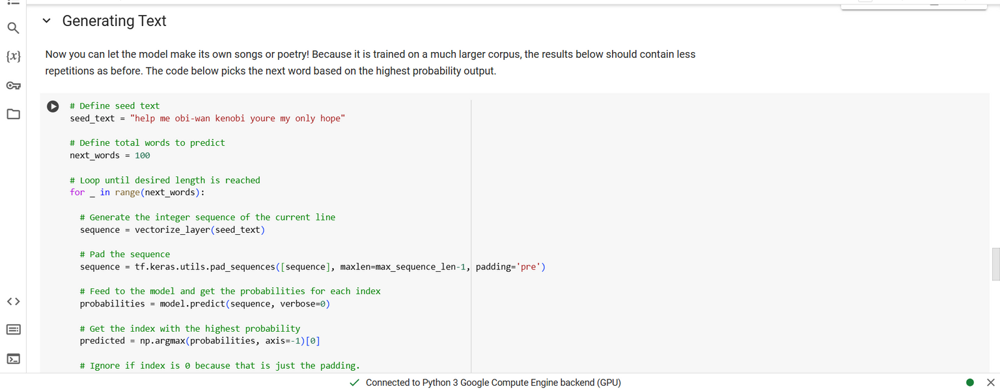 Generating Text
Now you can let the model make its own songs or poetry! Because it is trained on a much larger corpus, the results below should contain less
repetitions as before. The code below picks the next word based on the highest probability output.
{x}
# Define seed text
seed_text = "help me obi-wan kenobi youre my only hope"
# Define total words to predict
next_words = 100
# Loop until desired length is reached
for _ in range(next_words):
# Generate the integer sequence of the current line
sequence = vectorize_layer(seed_text)
# Pad the sequence
sequence = tf.keras.utils.pad_sequences([sequence], maxlen=max_sequence_len-1, padding='pre')
# Feed to the model and get the probabilities for each index
probabilities = model.predict(sequence, verbose=0)
# Get the index with the highest probability
predicted = np.argmax(probabilities, axis=-1)[0]
# Ignore if index is 0 because that is just the padding.
Connected to Python 3 Google Compute Engine backend (GPU)